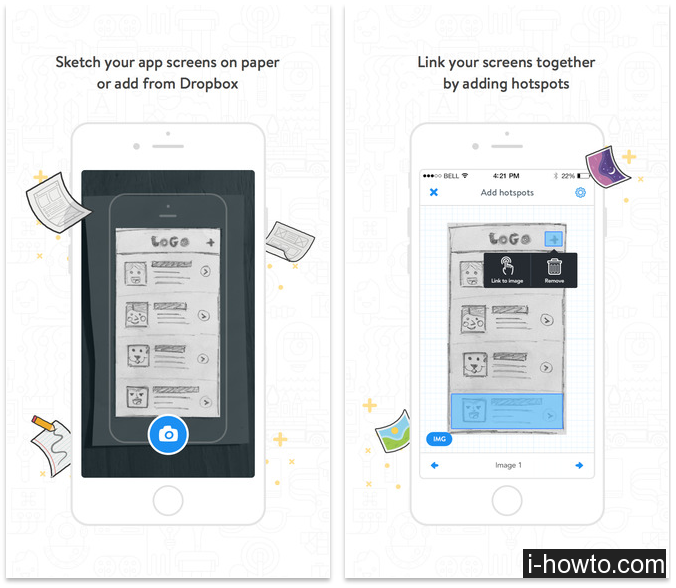 Sketch your app screens on paper
or add from Dropbox
LOGO +
Link your screens together
by adding hotspots
BELL 4:21 PM 22%
Add hotspots
LOGO +
Link to image Remove
IMG
Image 1
i-howto.com